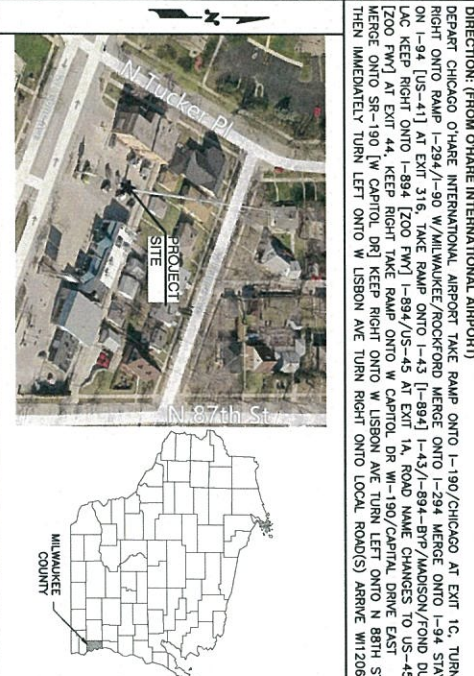 DIRECTION: (FROM O'HARE INTERNATIONAL AIRPORT)
DEPART CHICAGO O'HARE INTERNATIONAL AIRPORT TAKE RAMP ONTO I-190/CHICAGO AT EXIT 1C, TURN
RIGHT ONTO RAMP I-294/I-90 W/MILWAUKEE/ROCKFORD MERGE ONTO I-294 MERGE ONTO I-94 STAY
ON I-94 [US-41] AT EXIT 316, TAKE RAMP ONTO I-43 [I-894] I-43/I-894-BYP/MADISON/FOND DU
LAC KEEP RIGHT ONTO I-894 [ZOO FWY] I-894/US-45 AT EXIT 1A, ROAD NAME CHANGES TO US-45
[ZOO FWY] AT EXIT 44, KEEP RIGHT TAKE RAMP ONTO W CAPITOL DR WI-190/CAPITAL DRIVE EAST
MERGE ONTO SR-190 [W CAPITOL DR] KEEP RIGHT ONTO W LISBON AVE TURN LEFT ONTO N 88TH ST
THEN IMMEDIATELY TURN LEFT ONTO W LISBON AVE TURN RIGHT ONTO LOCAL ROAD(S) ARRIVE W1206
N
N Tucker Pl
PROJECT
SITE
N 87th St
MILWAUKEE
COUNTY